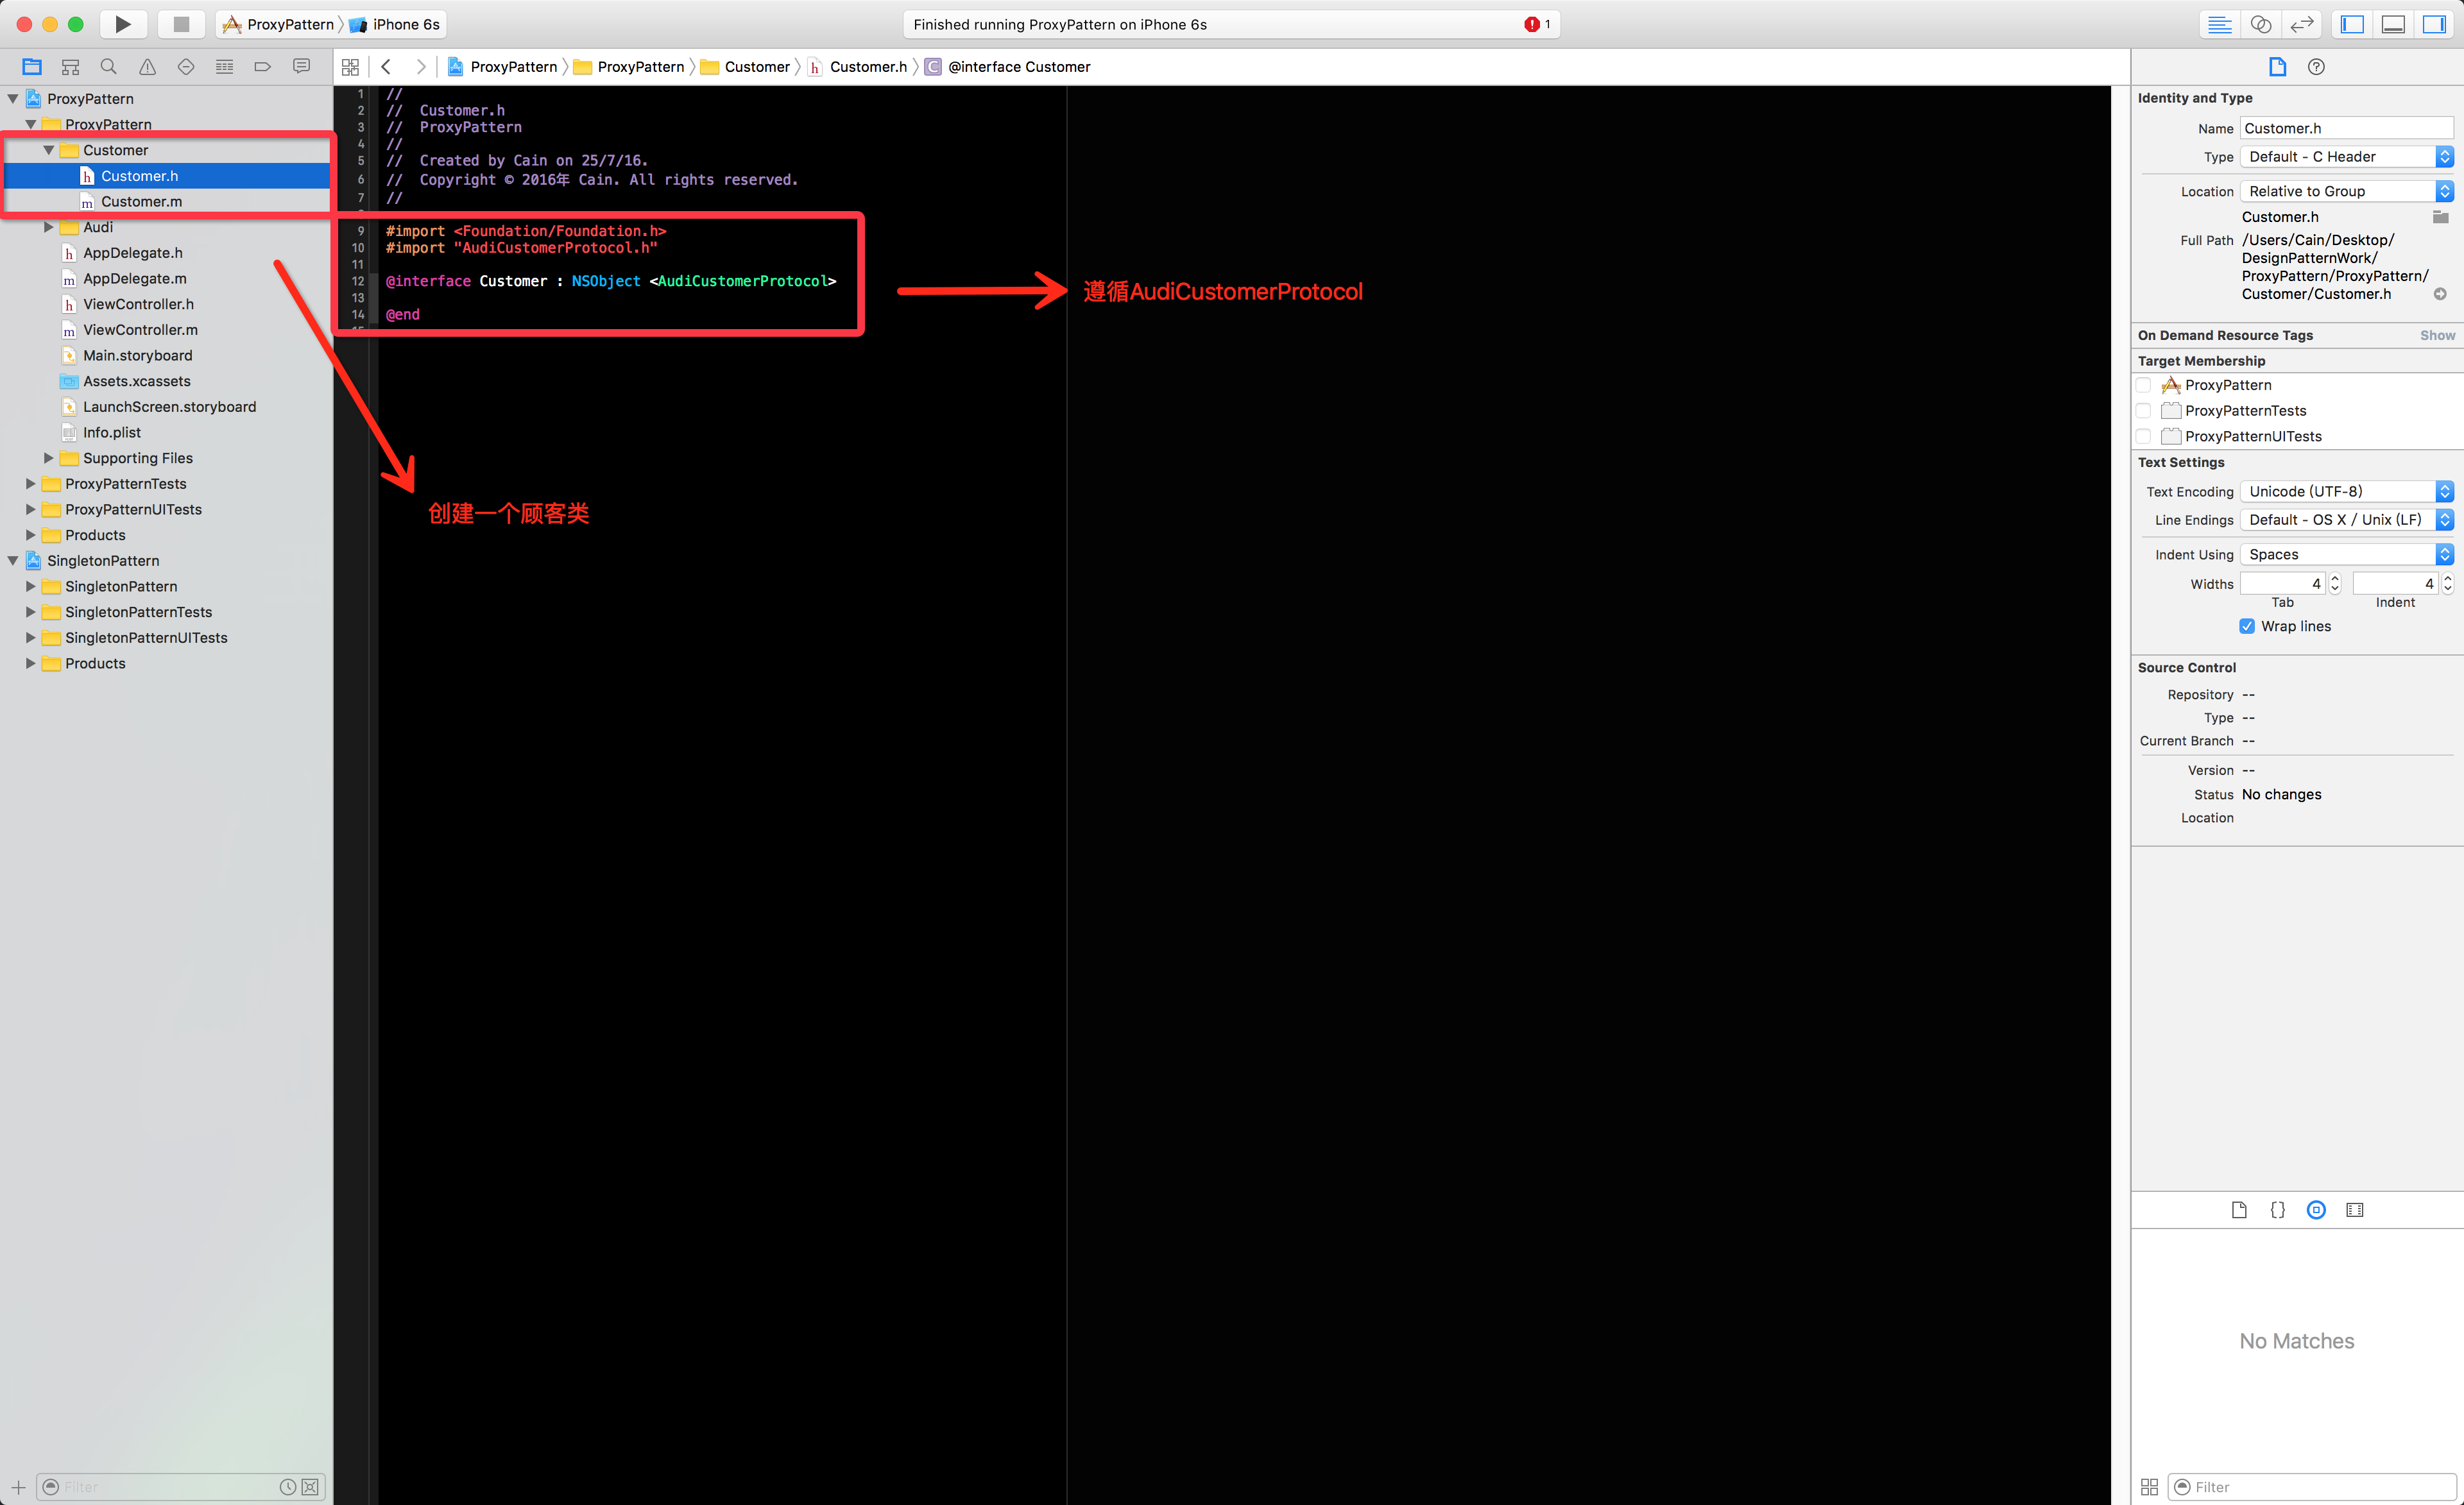 ProxyPattern iPhone 6s
Finished running ProxyPattern on iPhone 6s
1
ProxyPattern
ProxyPattern
Customer
Customer.h
Customer.m
Audi
AppDelegate.h
AppDelegate.m
ViewController.h
ViewController.m
Main.storyboard
Assets.xcassets
LaunchScreen.storyboard
Info.plist
Supporting Files
ProxyPatternTests
ProxyPatternUITests
Products
SingletonPattern
SingletonPattern
SingletonPatternTests
SingletonPatternUITests
Products
Filter
ProxyPattern ProxyPattern Customer Customer.h @interface Customer
1 //
2 // Customer.h
3 // ProxyPattern
4 //
5 // Created by Cain on 25/7/16.
6 // Copyright © 2016年 Cain. All rights reserved.
7 //
9 #import <Foundation/Foundation.h>
10 #import "AudiCustomerProtocol.h"
11
12 @interface Customer : NSObject <AudiCustomerProtocol>
13
14 @end
遵循AudiCustomerProtocol
创建一个顾客类
Identity and Type
Name Customer.h
Type Default - C Header
Location Relative to Group
Customer.h
Full Path /Users/Cain/Desktop/
DesignPatternWork/
ProxyPattern/ProxyPattern/
Customer/Customer.h
On Demand Resource Tags Show
Target Membership
ProxyPattern
ProxyPatternTests
ProxyPatternUITests
Text Settings
Text Encoding Unicode (UTF-8)
Line Endings Default - OS X / Unix (LF)
Indent Using Spaces
Widths 4 4
Tab Indent
Wrap lines
Source Control
Repository --
Type --
Current Branch --
Version --
Status No changes
Location
No Matches
Filter